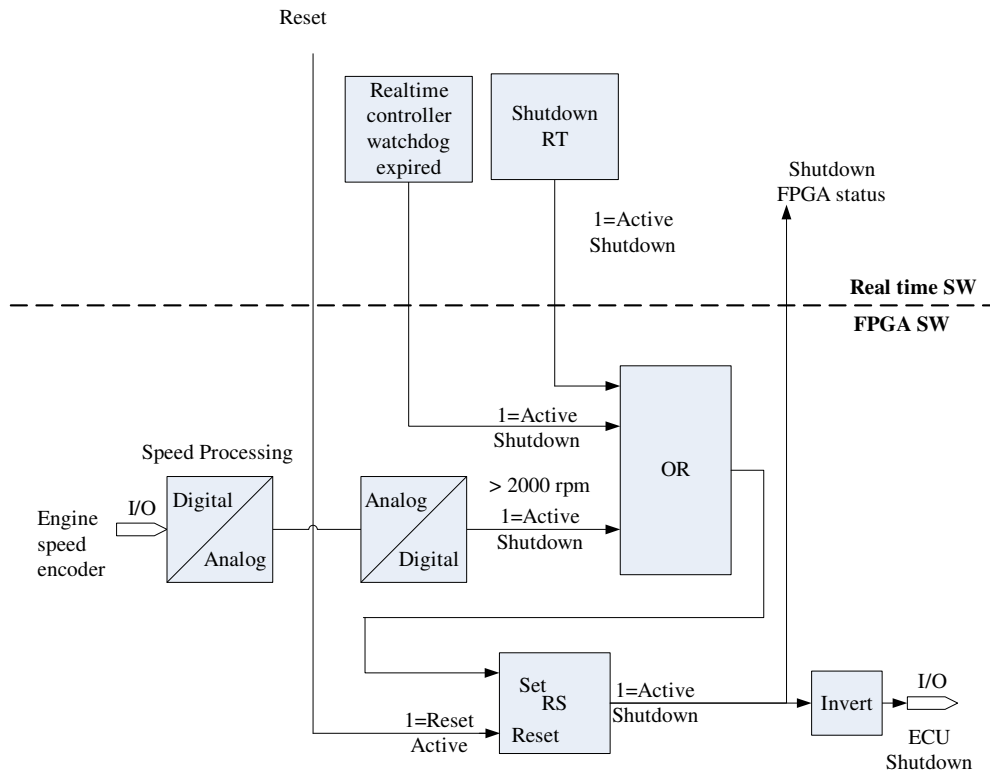 Reset
Realtime
controller
watchdog
expired
Shutdown
RT
Shutdown
FPGA status
1=Active
Shutdown
Real time SW
FPGA SW
1=Active
Shutdown
OR
Speed Processing
> 2000 rpm
I/O
Digital
Analog
Analog
Digital
1=Active
Shutdown
Engine
speed
encoder
Set
RS
Reset
1=Reset
Active
1=Active
Shutdown
Invert
I/O
ECU
Shutdown